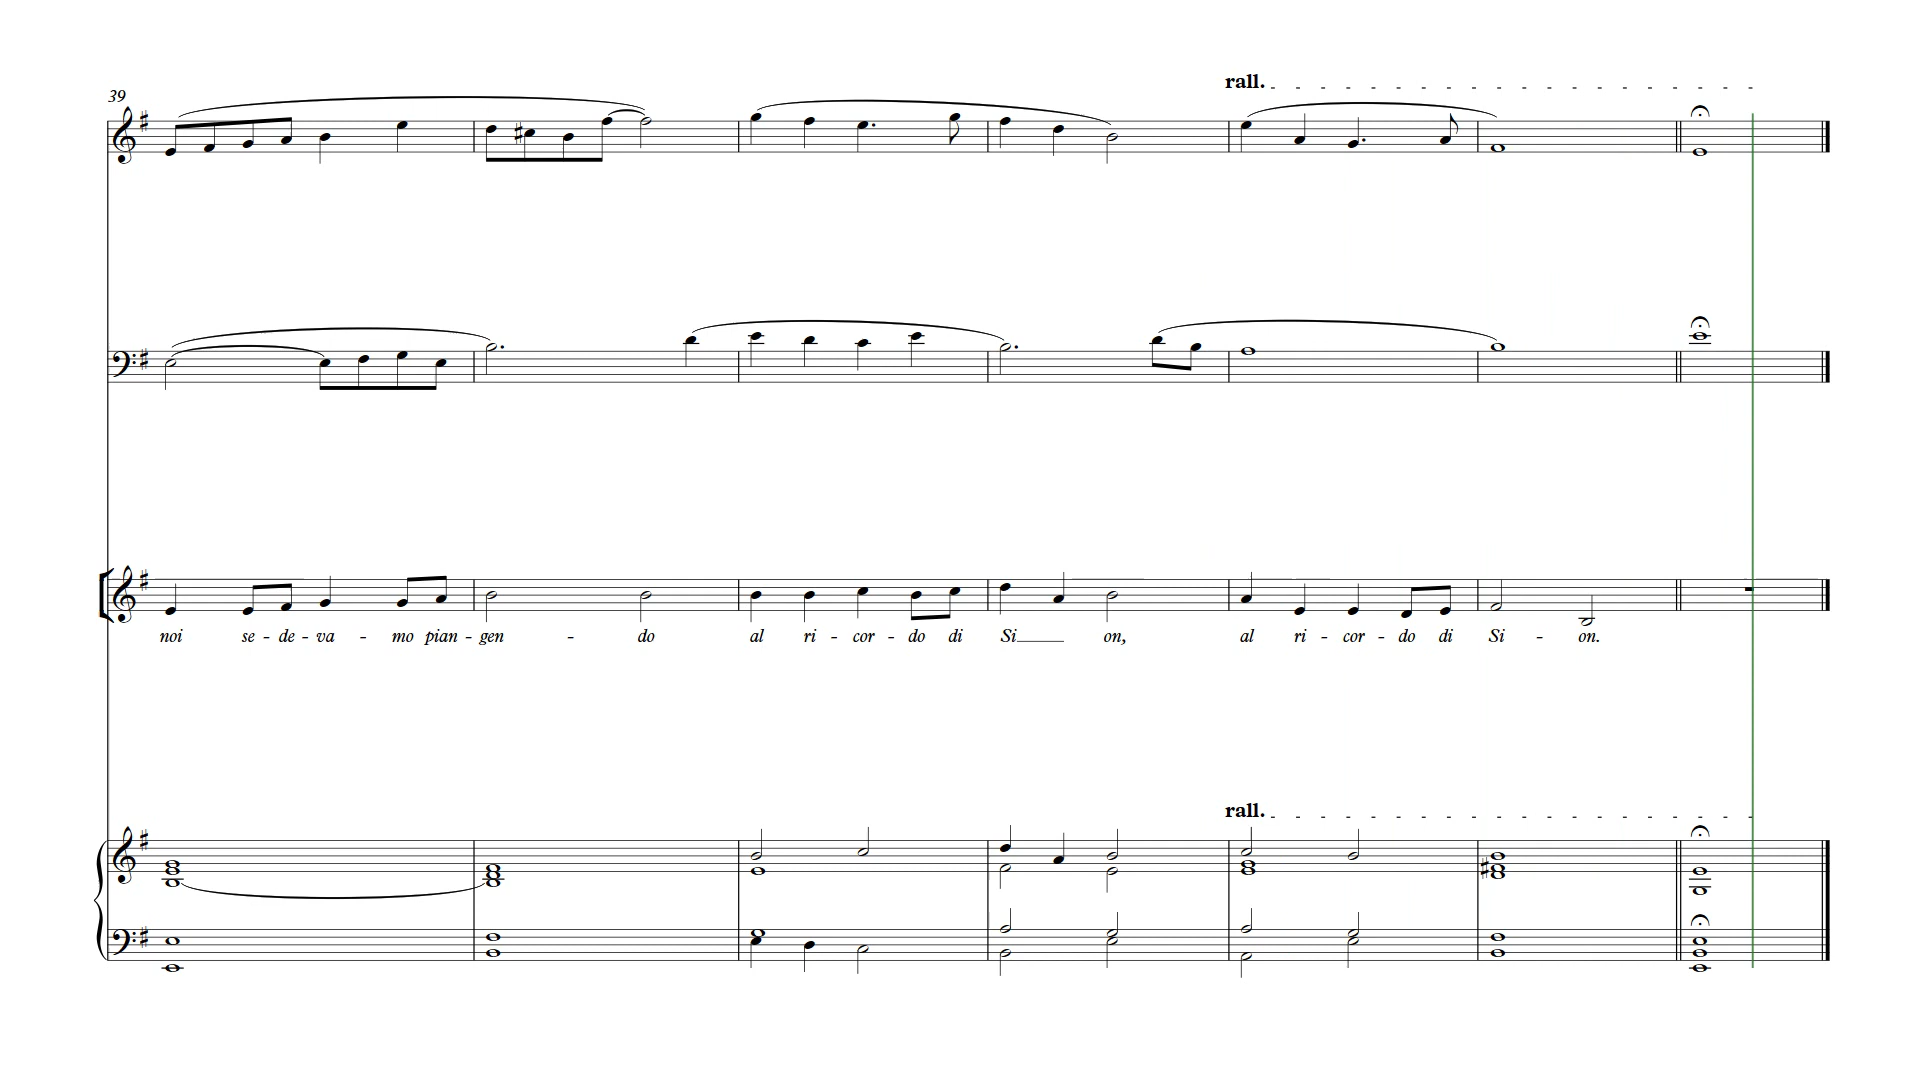 rall.
39
noi se - de - va - mo pian - gen - do al ri - cor - do di Si____ on, al ri - cor - do di Si - on.
rall.